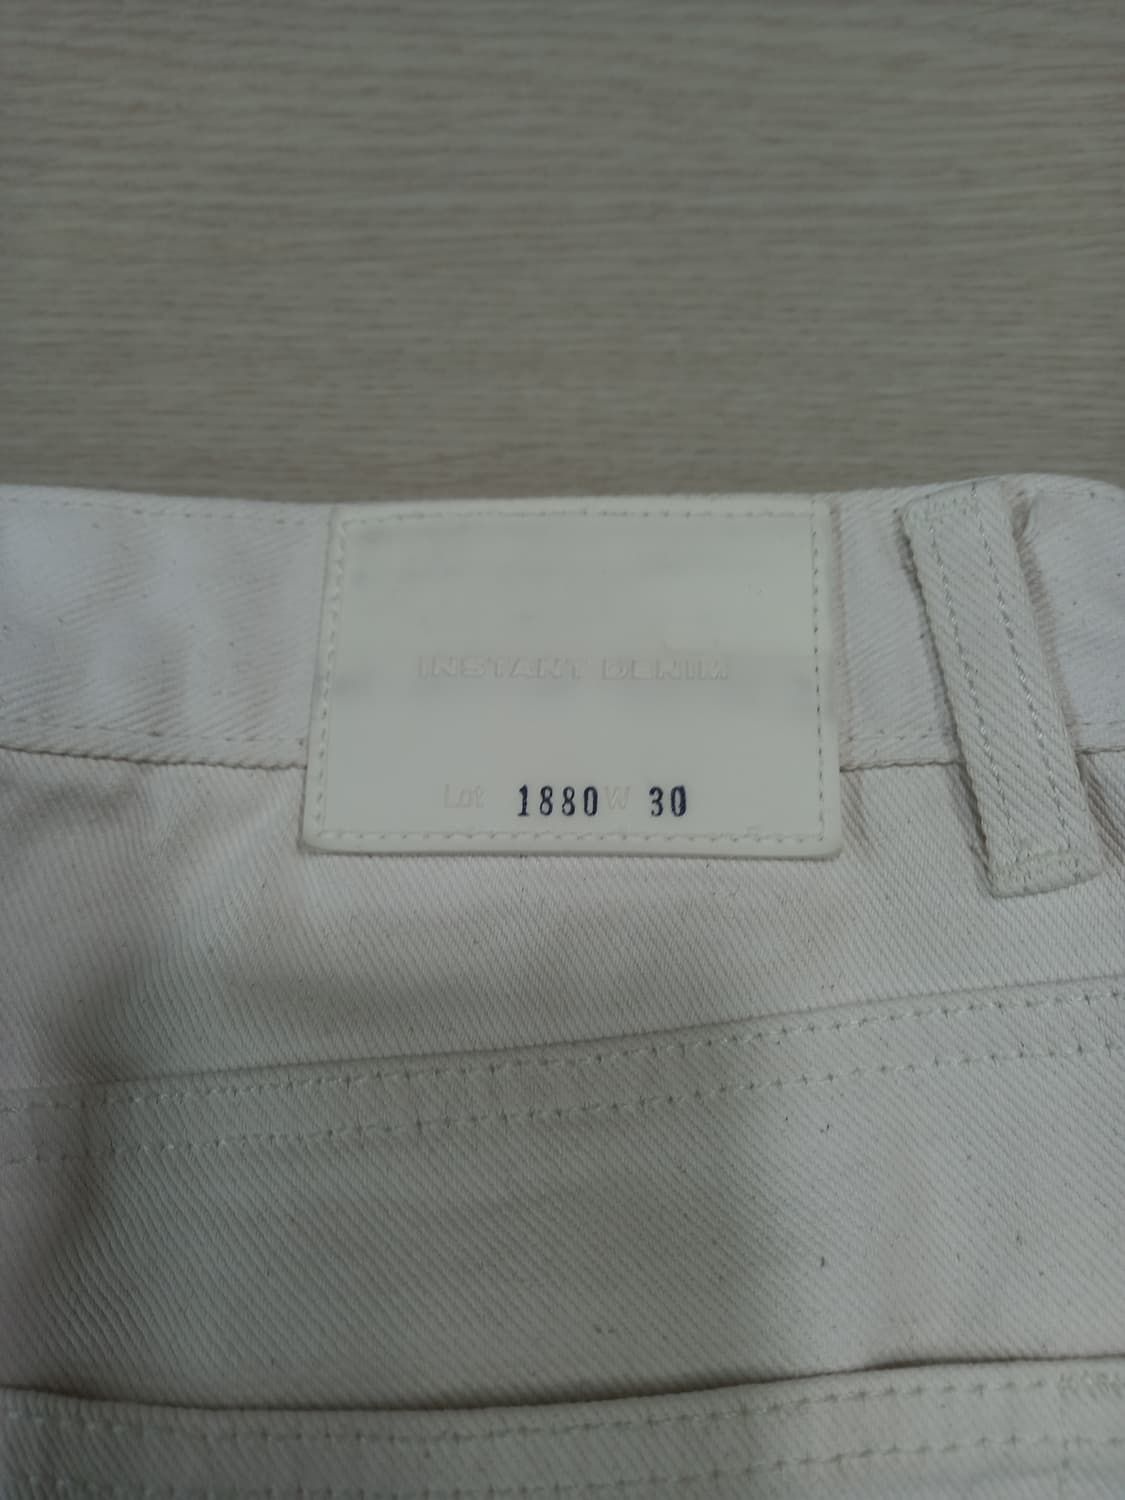 INSTANT DENIM
Lot 1880 W 30